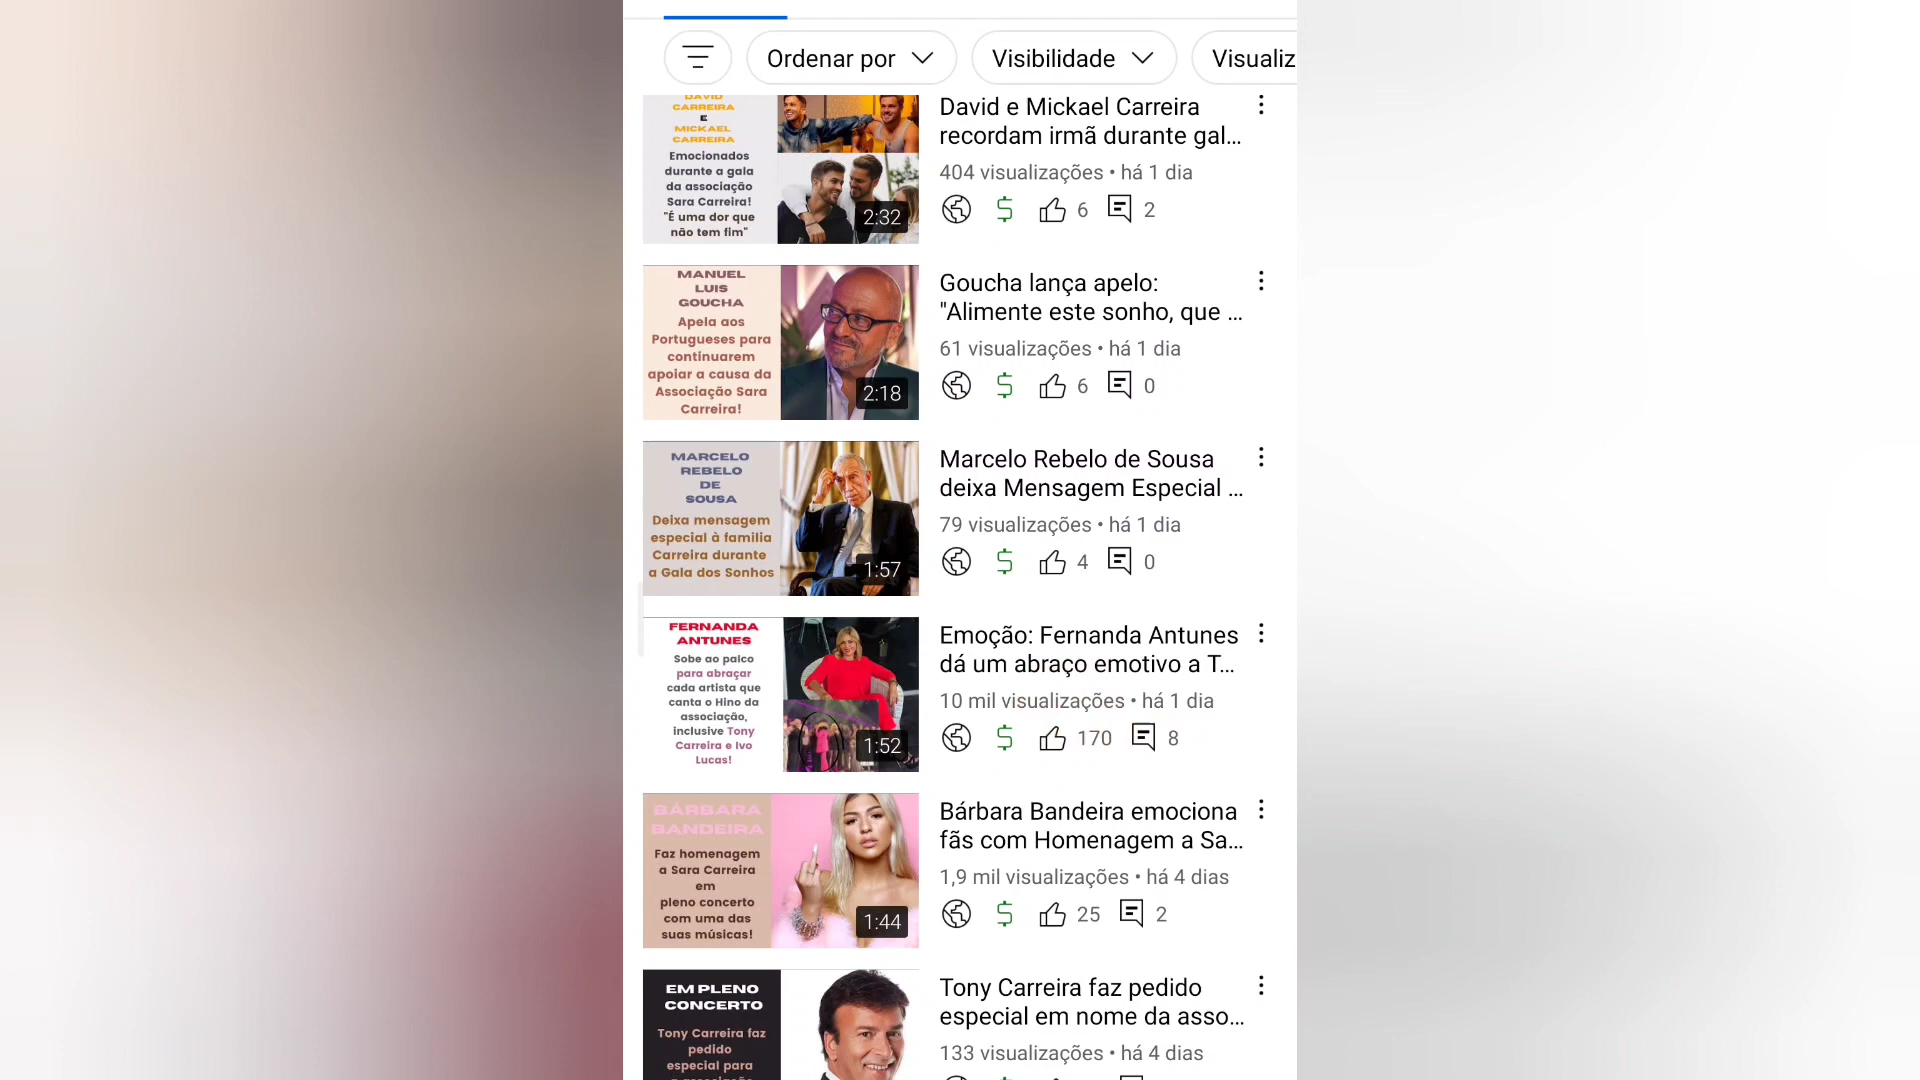 Ordenar por
Visibilidade
Visualiz
DAVID
CARREIRA
E
MICKAEL
CARREIRA
Emocionados
durante a gala
da associação
Sara Carreira!
"É uma dor que
não tem fim"
2:32
David e Mickael Carreira
recordam irmã durante gal...
404 visualizações • há 1 dia
6
2
MANUEL
LUIS
GOUCHA
Apela aos
Portugueses para
continuarem
apoiar a causa da
Associação Sara
Carreira!
2:18
Goucha lança apelo:
"Alimente este sonho, que ...
61 visualizações • há 1 dia
6
0
MARCELO
REBELO
DE
SOUSA
Deixa mensagem
especial à familia
Carreira durante
a Gala dos Sonhos
1:57
Marcelo Rebelo de Sousa
deixa Mensagem Especial ...
79 visualizações • há 1 dia
4
0
FERNANDA
ANTUNES
Sobe ao palco
para abraçar
cada artista que
canta o Hino da
associação,
inclusive Tony
Carreira e Ivo
Lucas!
1:52
Emoção: Fernanda Antunes
dá um abraço emotivo a T...
10 mil visualizações • há 1 dia
170
8
BÁRBARA
BANDEIRA
Faz homenagem
a Sara Carreira
em
pleno concerto
com uma das
suas músicas!
1:44
Bárbara Bandeira emociona
fãs com Homenagem a Sa...
1,9 mil visualizações • há 4 dias
25
2
EM PLENO
CONCERTO
Tony Carreira faz
pedido
especial para
a associação
Tony Carreira faz pedido
especial em nome da asso...
133 visualizações • há 4 dias